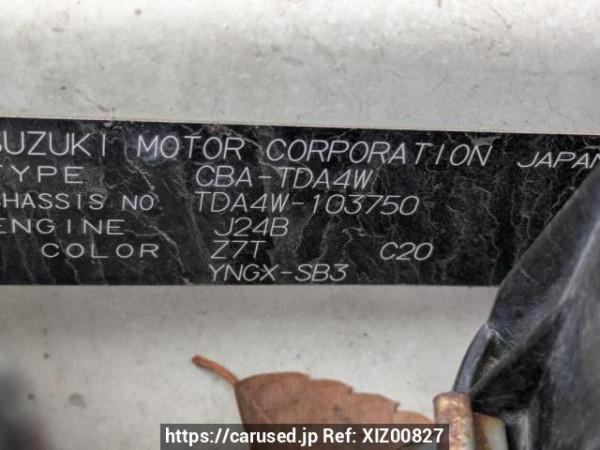 SUZUKI MOTOR CORPORATION JAPAN
TYPE CBA-TDA4W
CHASSIS NO TDA4W-103750
ENGINE J24B
COLOR Z7T C20
YNGX-SB3
https://carused.jp Ref: XIZ00827